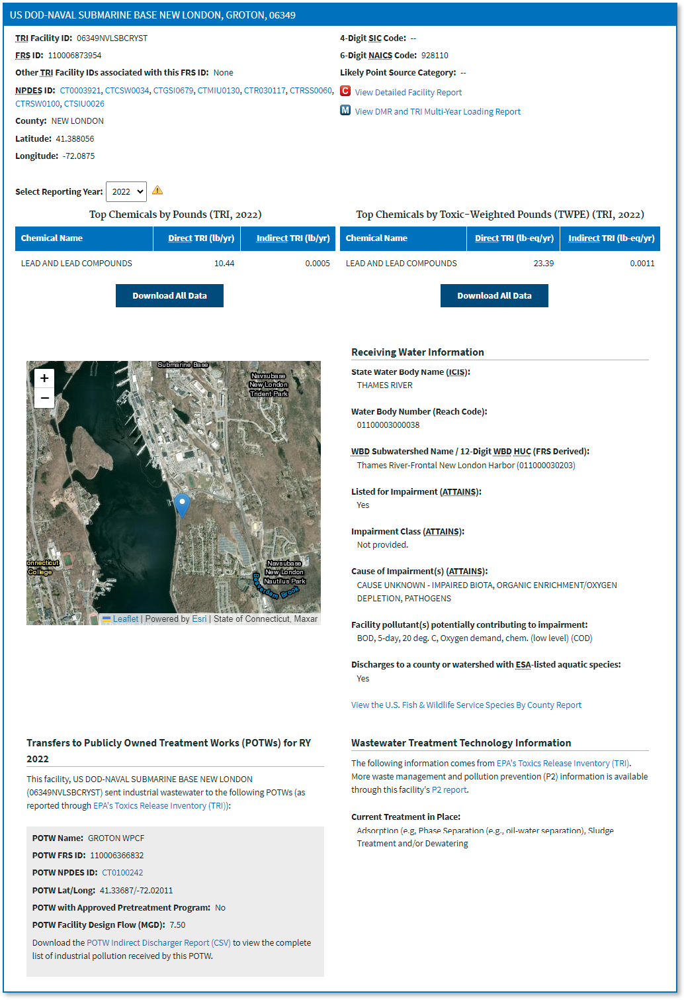 US DOD-NAVAL SUBMARINE BASE NEW LONDON, GROTON, 06349
TRI Facility ID: 06349NVLSBCRYST
FRS ID: 110006873954
Other TRI Facility IDs associated with this FRS ID: None
NPDES ID: CT0003921, CTCSW0034, CTGSI0679, CTMIU0130, CTR030117, CTRSS0060,
CTRSW0100, CTSIU0026
County: NEW LONDON
Latitude: 41.388056
Longitude: -72.0875
4-Digit SIC Code: --
6-Digit NAICS Code: 928110
Likely Point Source Category: --
C View Detailed Facility Report
M View DMR and TRI Multi-Year Loading Report
Select Reporting Year: 2022
Top Chemicals by Pounds (TRI, 2022)
Chemical Name Direct TRI (lb/yr) Indirect TRI (lb/yr)
LEAD AND LEAD COMPOUNDS 10.44 0.0005
Download All Data
Top Chemicals by Toxic-Weighted Pounds (TWPE) (TRI, 2022)
Chemical Name Direct TRI (lb-eq/yr) Indirect TRI (lb-eq/yr)
LEAD AND LEAD COMPOUNDS 23.39 0.0011
Download All Data
+
−
Submarine Base
Navsubase
New London
Trident Park
onnecticut
College
Navsubase
New London
Nautilus Park
Beaverdam Brook
Leaflet | Powered by Esri | State of Connecticut, Maxar
Receiving Water Information
State Water Body Name (ICIS):
THAMES RIVER
Water Body Number (Reach Code):
01100003000038
WBD Subwatershed Name / 12-Digit WBD HUC (FRS Derived):
Thames River-Frontal New London Harbor (011000030203)
Listed for Impairment (ATTAINS):
Yes
Impairment Class (ATTAINS):
Not provided.
Cause of Impairment(s) (ATTAINS):
CAUSE UNKNOWN - IMPAIRED BIOTA, ORGANIC ENRICHMENT/OXYGEN
DEPLETION, PATHOGENS
Facility pollutant(s) potentially contributing to impairment:
BOD, 5-day, 20 deg. C, Oxygen demand, chem. (low level) (COD)
Discharges to a county or watershed with ESA-listed aquatic species:
Yes
View the U.S. Fish & Wildlife Service Species By County Report
Transfers to Publicly Owned Treatment Works (POTWs) for RY
2022
This facility, US DOD-NAVAL SUBMARINE BASE NEW LONDON
(06349NVLSBCRYST) sent industrial wastewater to the following POTWs (as
reported through EPA's Toxics Release Inventory (TRI)):
POTW Name: GROTON WPCF
POTW FRS ID: 110006366832
POTW NPDES ID: CT0100242
POTW Lat/Long: 41.33687/-72.02011
POTW with Approved Pretreatment Program: No
POTW Facility Design Flow (MGD): 7.50
Download the POTW Indirect Discharger Report (CSV) to view the complete
list of industrial pollution received by this POTW.
Wastewater Treatment Technology Information
The following information comes from EPA's Toxics Release Inventory (TRI).
More waste management and pollution prevention (P2) information is available
through this facility's P2 report.
Current Treatment in Place:
Adsorption (e.g, Phase Separation (e.g., oil-water separation), Sludge
Treatment and/or Dewatering